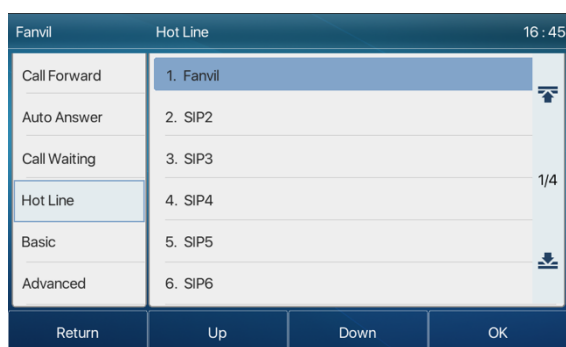 Fanvil Hot Line 16:45
Call Forward
Auto Answer
Call Waiting
Hot Line
Basic
Advanced
1. Fanvil
2. SIP2
3. SIP3
4. SIP4
5. SIP5
6. SIP6
1/4
Return Up Down OK